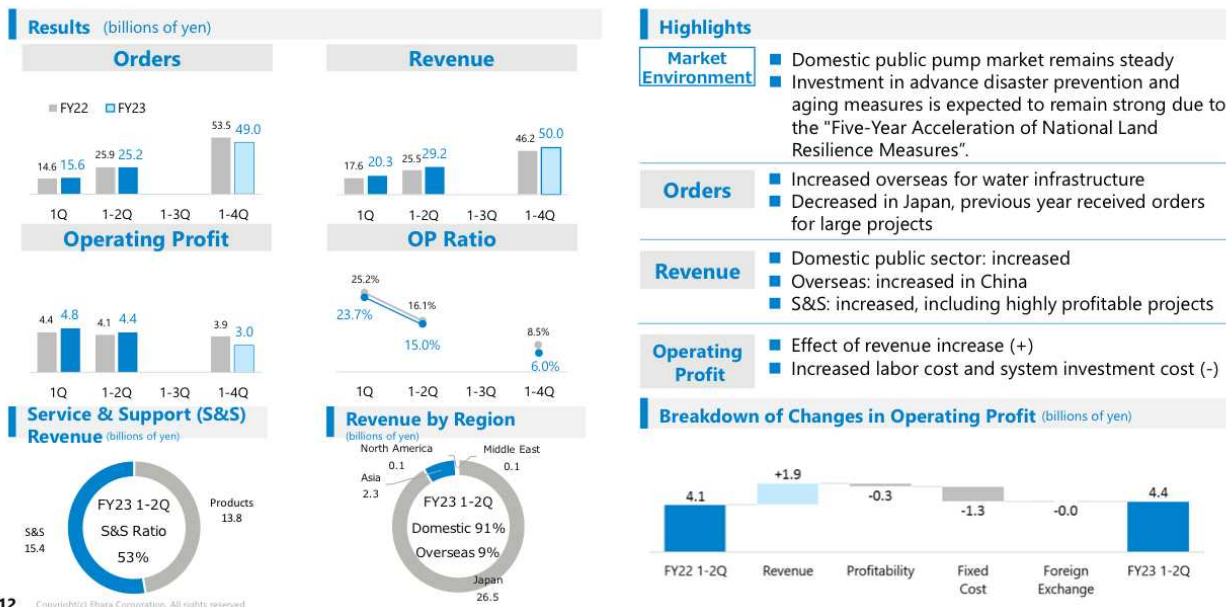 Results (billions of yen)
Orders
FY22 FY23
14.6 15.6
25.9 25.2
53.5 49.0
1Q 1-2Q 1-3Q 1-4Q
Revenue
17.6 20.3
25.5 29.2
46.2 50.0
1Q 1-2Q 1-3Q 1-4Q
Operating Profit
4.4 4.8
4.1 4.4
3.9 3.0
1Q 1-2Q 1-3Q 1-4Q
OP Ratio
25.2%
23.7%
16.1%
15.0%
8.5%
6.0%
1Q 1-2Q 1-3Q 1-4Q
Service & Support (S&S)
Revenue (billions of yen)
FY23 1-2Q
S&S Ratio
53%
Products
13.8
S&S
15.4
Revenue by Region
(billions of yen)
North America
0.1
Middle East
0.1
Asia
2.3
FY23 1-2Q
Domestic 91%
Overseas 9%
Japan
26.5
12 Copyright(c) Ebara Corporation. All rights reserved
Highlights
Market
Environment
■ Domestic public pump market remains steady
■ Investment in advance disaster prevention and
aging measures is expected to remain strong due to
the "Five-Year Acceleration of National Land
Resilience Measures”.
Orders
■ Increased overseas for water infrastructure
■ Decreased in Japan, previous year received orders
for large projects
Revenue
■ Domestic public sector: increased
■ Overseas: increased in China
■ S&S: increased, including highly profitable projects
Operating
Profit
■ Effect of revenue increase (+)
■ Increased labor cost and system investment cost (-)
Breakdown of Changes in Operating Profit (billions of yen)
4.1
+1.9
-0.3
-1.3
-0.0
4.4
FY22 1-2Q Revenue Profitability Fixed
Cost Foreign
Exchange FY23 1-2Q